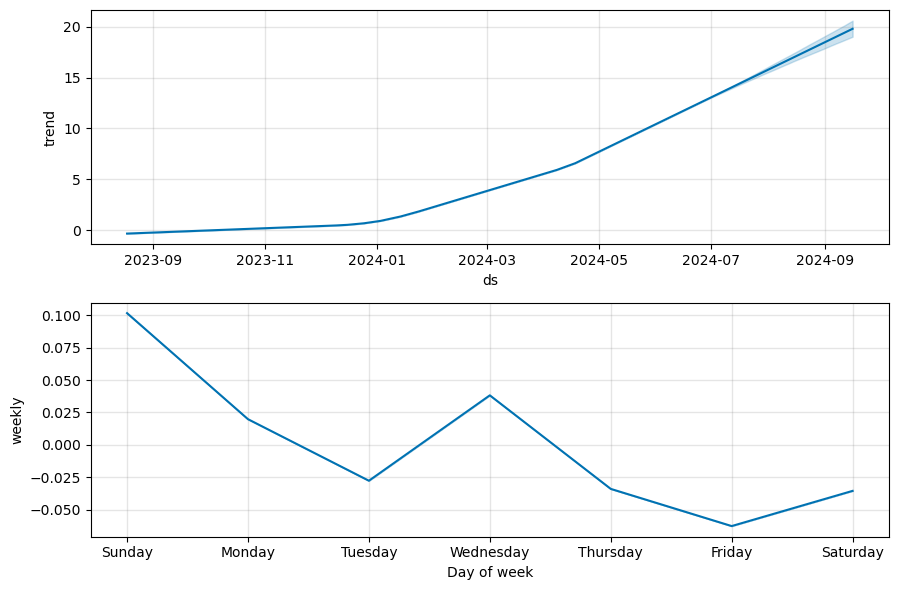 20
15
10
5
0
trend
2023-09 2023-11 2024-01 2024-03 2024-05 2024-07 2024-09
ds
0.100
0.075
0.050
0.025
0.000
−0.025
−0.050
weekly
Sunday Monday Tuesday Wednesday Thursday Friday Saturday
Day of week